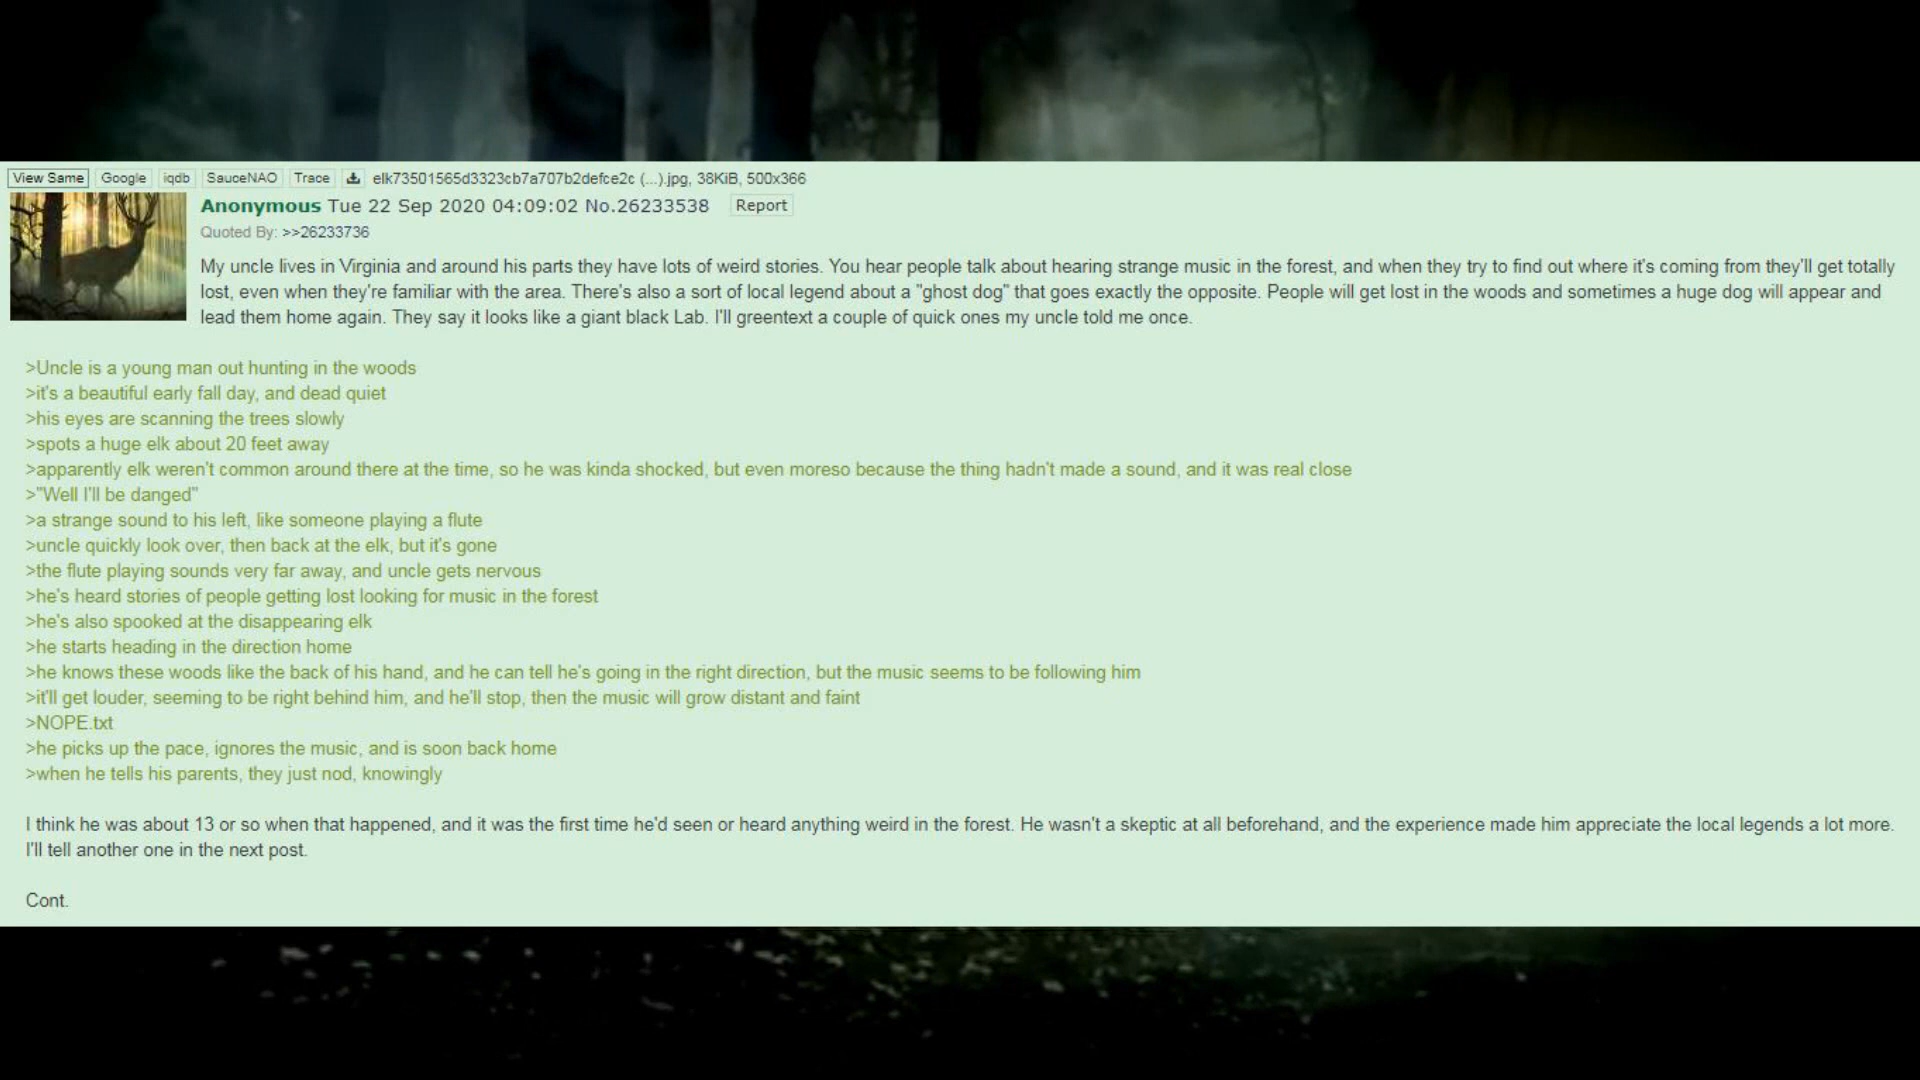 View Same Google iqdb SauceNAO Trace elk73501565d3323cb7a707b2defce2c (...).jpg, 38KiB, 500x366
Anonymous Tue 22 Sep 2020 04:09:02 No.26233538 Report
Quoted By: >>26233736
My uncle lives in Virginia and around his parts they have lots of weird stories. You hear people talk about hearing strange music in the forest, and when they try to find out where it's coming from they'll get totally
lost, even when they're familiar with the area. There's also a sort of local legend about a "ghost dog" that goes exactly the opposite. People will get lost in the woods and sometimes a huge dog will appear and
lead them home again. They say it looks like a giant black Lab. I'll greentext a couple of quick ones my uncle told me once.
>Uncle is a young man out hunting in the woods
>it's a beautiful early fall day, and dead quiet
>his eyes are scanning the trees slowly
>spots a huge elk about 20 feet away
>apparently elk weren't common around there at the time, so he was kinda shocked, but even moreso because the thing hadn't made a sound, and it was real close
>"Well I'll be danged"
>a strange sound to his left, like someone playing a flute
>uncle quickly look over, then back at the elk, but it's gone
>the flute playing sounds very far away, and uncle gets nervous
>he's heard stories of people getting lost looking for music in the forest
>he's also spooked at the disappearing elk
>he starts heading in the direction home
>he knows these woods like the back of his hand, and he can tell he's going in the right direction, but the music seems to be following him
>it'll get louder, seeming to be right behind him, and he'll stop, then the music will grow distant and faint
>NOPE.txt
>he picks up the pace, ignores the music, and is soon back home
>when he tells his parents, they just nod, knowingly
I think he was about 13 or so when that happened, and it was the first time he'd seen or heard anything weird in the forest. He wasn't a skeptic at all beforehand, and the experience made him appreciate the local legends a lot more.
I'll tell another one in the next post.
Cont.